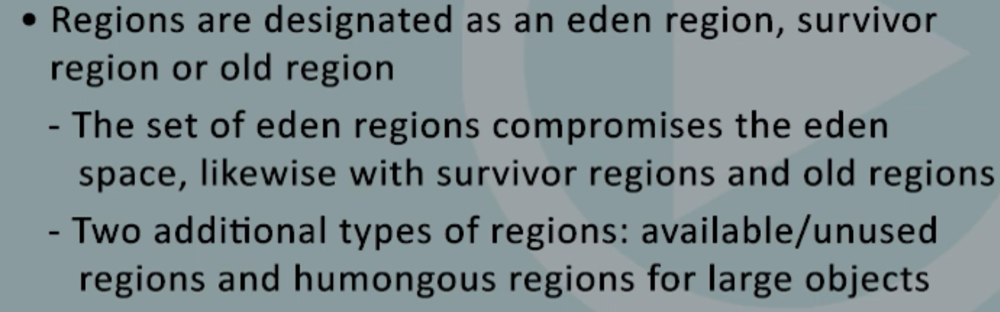 • Regions are designated as an eden region, survivor
region or old region
- The set of eden regions compromises the eden
space, likewise with survivor regions and old regions
- Two additional types of regions: available/unused
regions and humongous regions for large objects